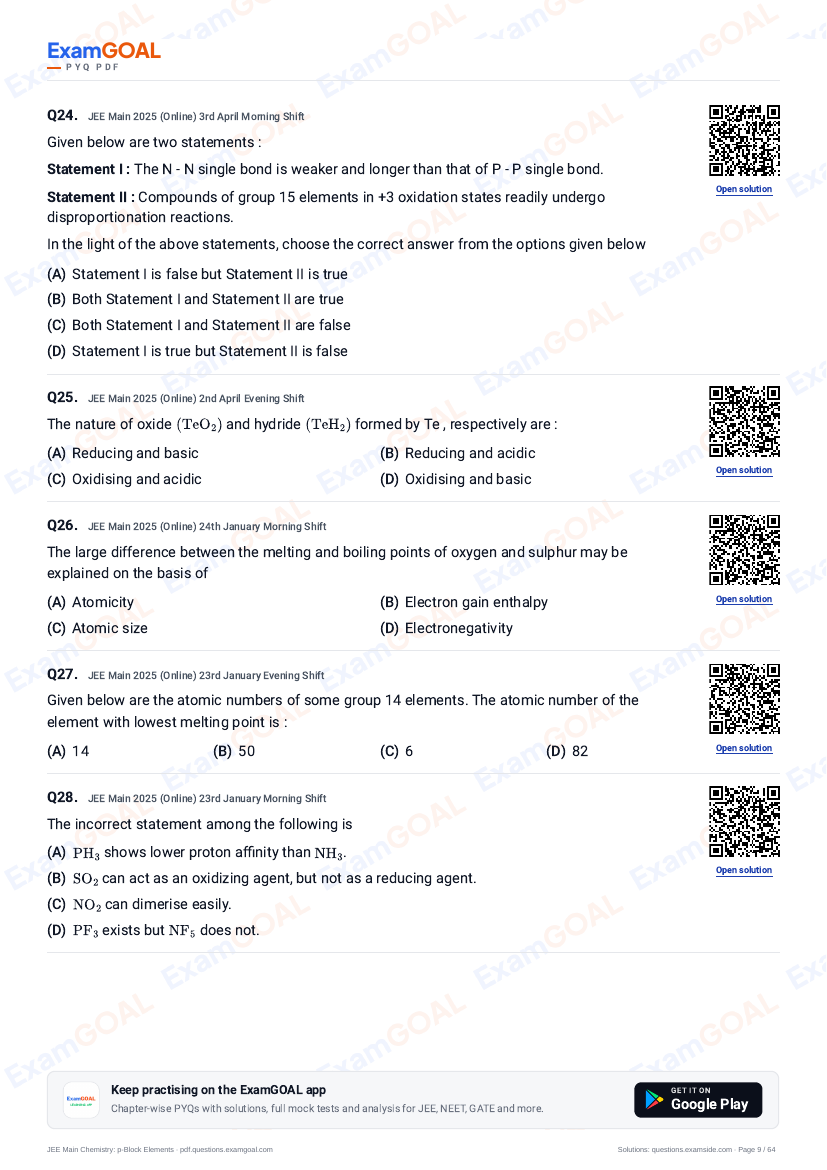 ExamGOAL
PYQ PDF
Q24. JEE Main 2025 (Online) 3rd April Morning Shift
Given below are two statements :
Statement I : The N - N single bond is weaker and longer than that of P - P single bond.
Statement II : Compounds of group 15 elements in +3 oxidation states readily undergo
disproportionation reactions.
In the light of the above statements, choose the correct answer from the options given below
(A) Statement I is false but Statement II is true
(B) Both Statement I and Statement II are true
(C) Both Statement I and Statement II are false
(D) Statement I is true but Statement II is false
Open solution
Q25. JEE Main 2025 (Online) 2nd April Evening Shift
The nature of oxide (TeO₂) and hydride (TeH₂) formed by Te , respectively are :
(A) Reducing and basic (B) Reducing and acidic
(C) Oxidising and acidic (D) Oxidising and basic
Open solution
Q26. JEE Main 2025 (Online) 24th January Morning Shift
The large difference between the melting and boiling points of oxygen and sulphur may be
explained on the basis of
(A) Atomicity (B) Electron gain enthalpy
(C) Atomic size (D) Electronegativity
Open solution
Q27. JEE Main 2025 (Online) 23rd January Evening Shift
Given below are the atomic numbers of some group 14 elements. The atomic number of the
element with lowest melting point is :
(A) 14 (B) 50 (C) 6 (D) 82
Open solution
Q28. JEE Main 2025 (Online) 23rd January Morning Shift
The incorrect statement among the following is
(A) PH₃ shows lower proton affinity than NH₃.
(B) SO₂ can act as an oxidizing agent, but not as a reducing agent.
(C) NO₂ can dimerise easily.
(D) PF₃ exists but NF₅ does not.
Open solution
ExamGOAL
Keep practising on the ExamGOAL app
Chapter-wise PYQs with solutions, full mock tests and analysis for JEE, NEET, GATE and more.
GET IT ON
Google Play
JEE Main Chemistry: p-Block Elements · pdf.questions.examgoal.com
Solutions: questions.examside.com · Page 9 / 64